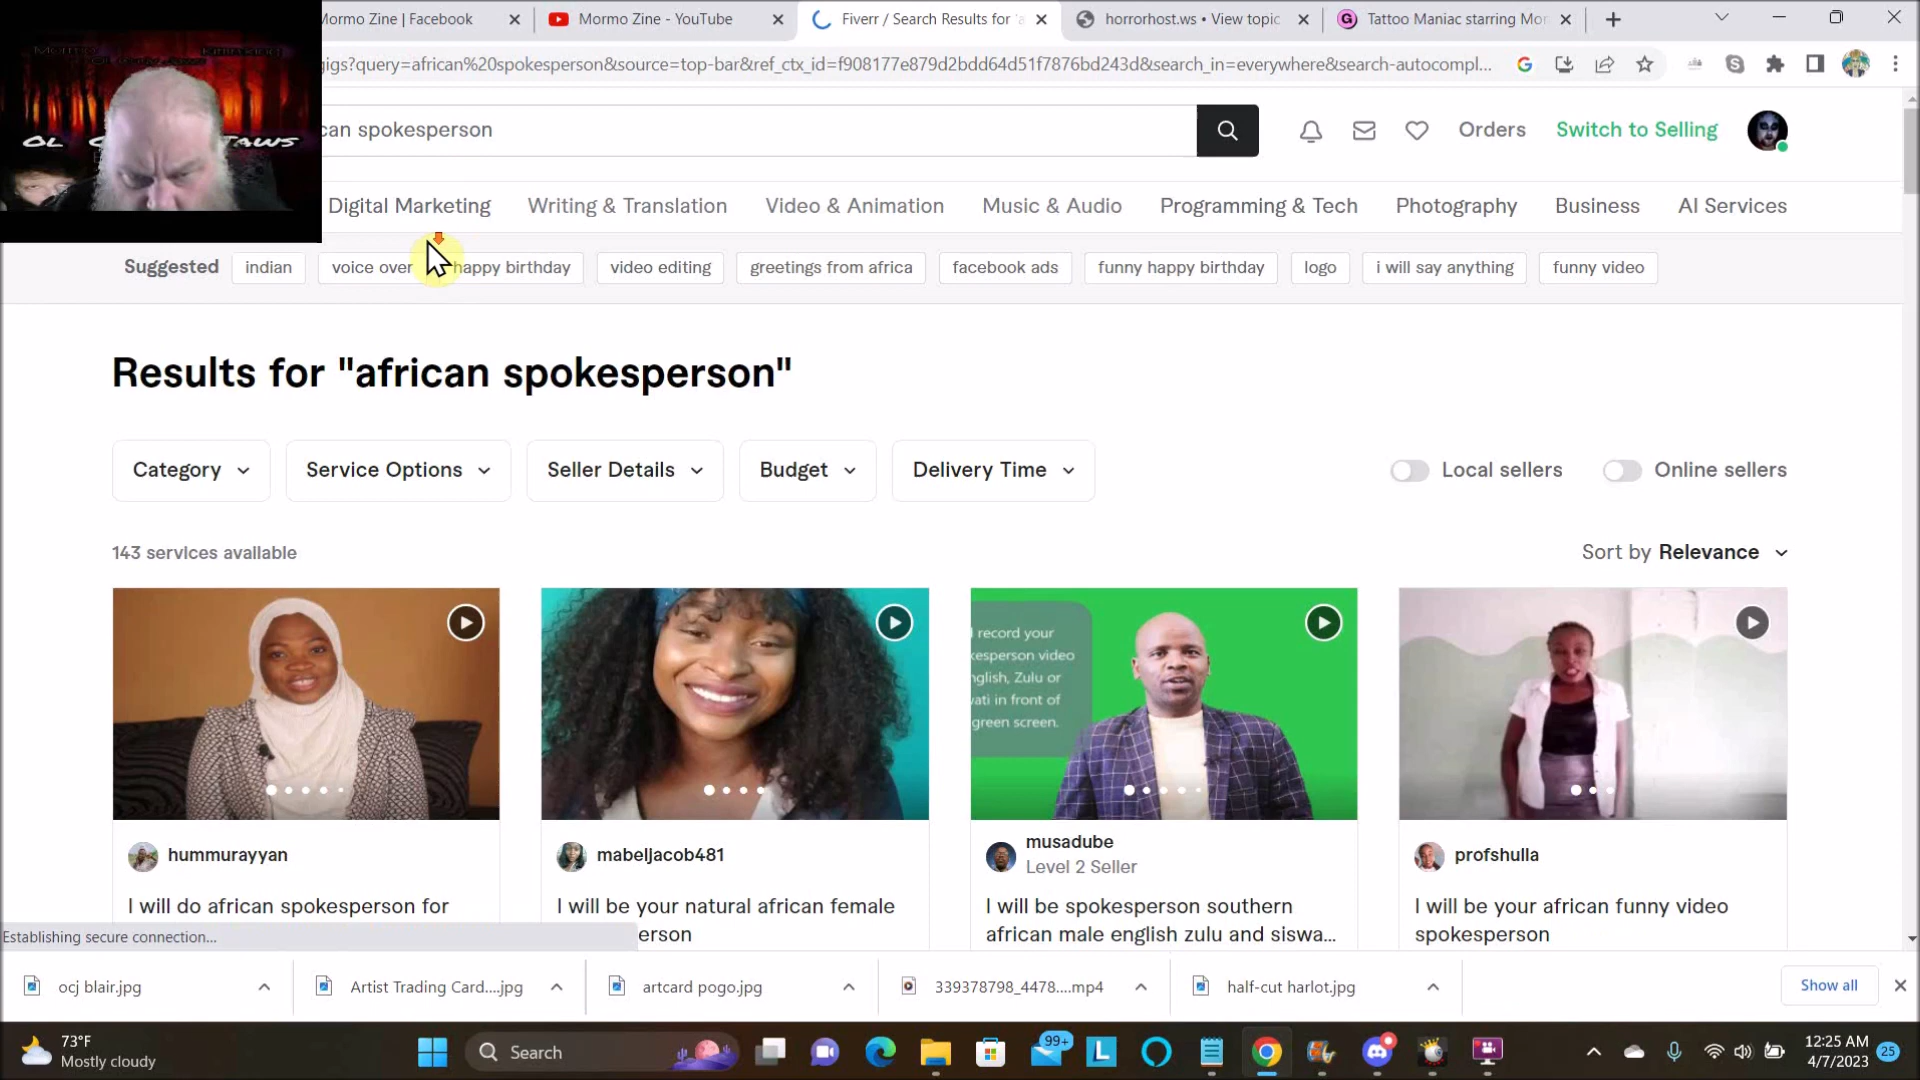 Mormo Zine | Facebook
Mormo Zine - YouTube
Fiverr / Search Results for 'a
horrorhost.ws • View topic
Tattoo Maniac starring Mor
gigs?query=african%20spokesperson&source=top-bar&ref_ctx_id=f908177e879d2bdd64d51f7876bd243d&search_in=everywhere&search-autocompl...
can spokesperson
Orders
Switch to Selling
OL
TAWS
Digital Marketing
Writing & Translation
Video & Animation
Music & Audio
Programming & Tech
Photography
Business
AI Services
Suggested
indian
voice over
happy birthday
video editing
greetings from africa
facebook ads
funny happy birthday
logo
i will say anything
funny video
Results for "african spokesperson"
Category
Service Options
Seller Details
Budget
Delivery Time
Local sellers
Online sellers
143 services available
Sort by Relevance
record your
kesperson video
nglish, Zulu or
vati in front of
green screen.
hummurayyan
mabeljacob481
musadube
Level 2 Seller
profshulla
I will do african spokesperson for
I will be your natural african female
erson
I will be spokesperson southern
african male english zulu and siswa...
I will be your african funny video
spokesperson
Establishing secure connection...
ocj blair.jpg
Artist Trading Card....jpg
artcard pogo.jpg
339378798_4478....mp4
half-cut harlot.jpg
Show all
73°F
Mostly cloudy
Search
99+
12:25 AM
4/7/2023
25